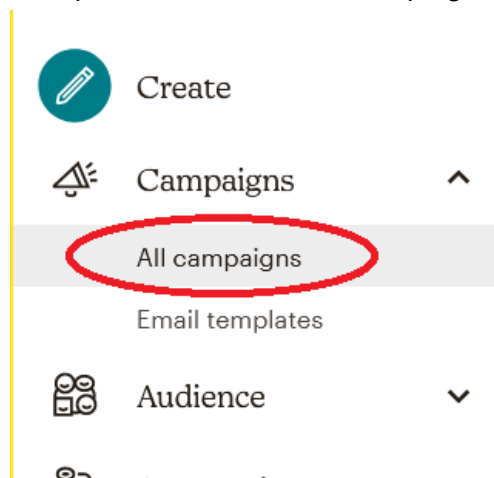 Create
Campaigns
All campaigns
Email templates
Audience